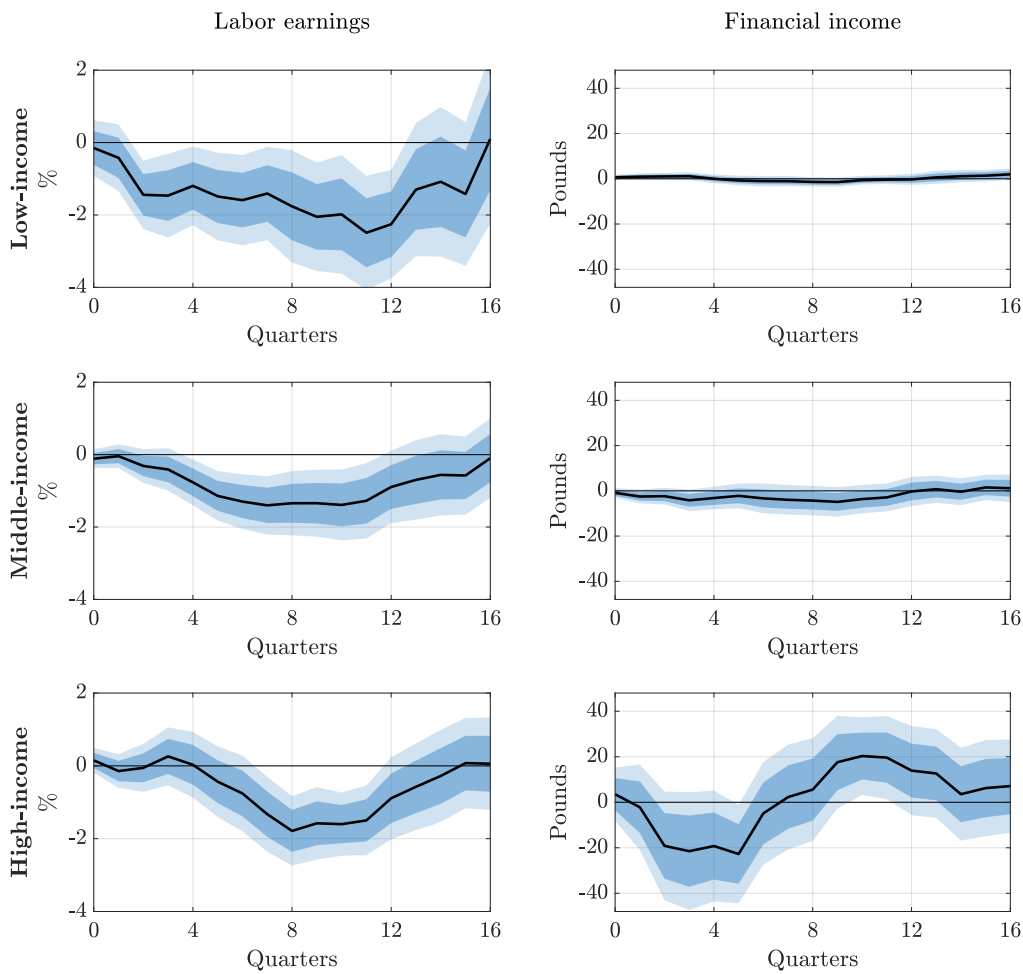 Labor earnings
Financial income
Low-income
%
2
0
-2
-4
0 4 8 12 16
Quarters
Pounds
40
20
0
-20
-40
0 4 8 12 16
Quarters
Middle-income
%
2
0
-2
-4
0 4 8 12 16
Quarters
Pounds
40
20
0
-20
-40
0 4 8 12 16
Quarters
High-income
%
2
0
-2
-4
0 4 8 12 16
Quarters
Pounds
40
20
0
-20
-40
0 4 8 12 16
Quarters